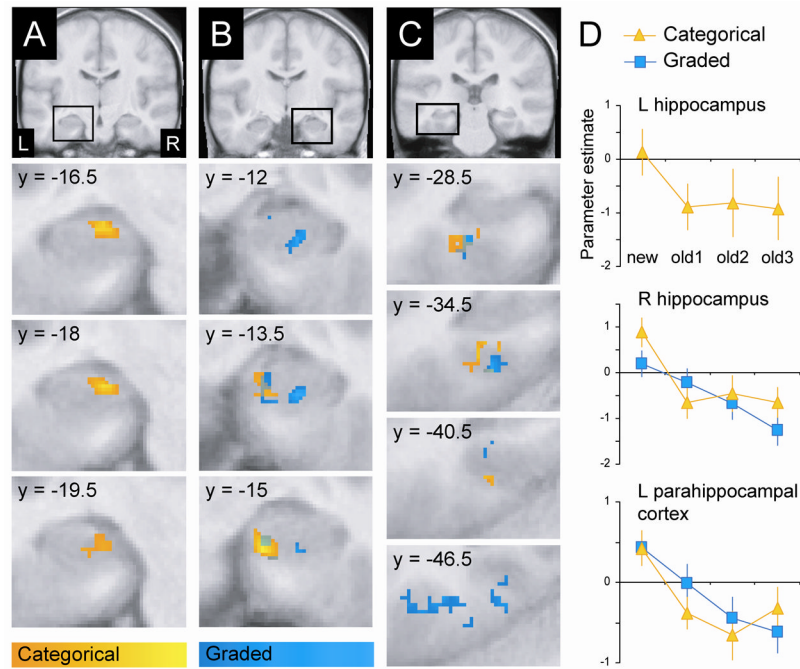 A
L
R
y = -16.5
y = -18
y = -19.5
Categorical
B
y = -12
y = -13.5
y = -15
Graded
C
y = -28.5
y = -34.5
y = -40.5
y = -46.5
D
Categorical
Graded
L hippocampus
Parameter estimate
1
0
-1
-2
new old1 old2 old3
R hippocampus
1
0
-1
-2
L parahippocampal
cortex
1
0
-1